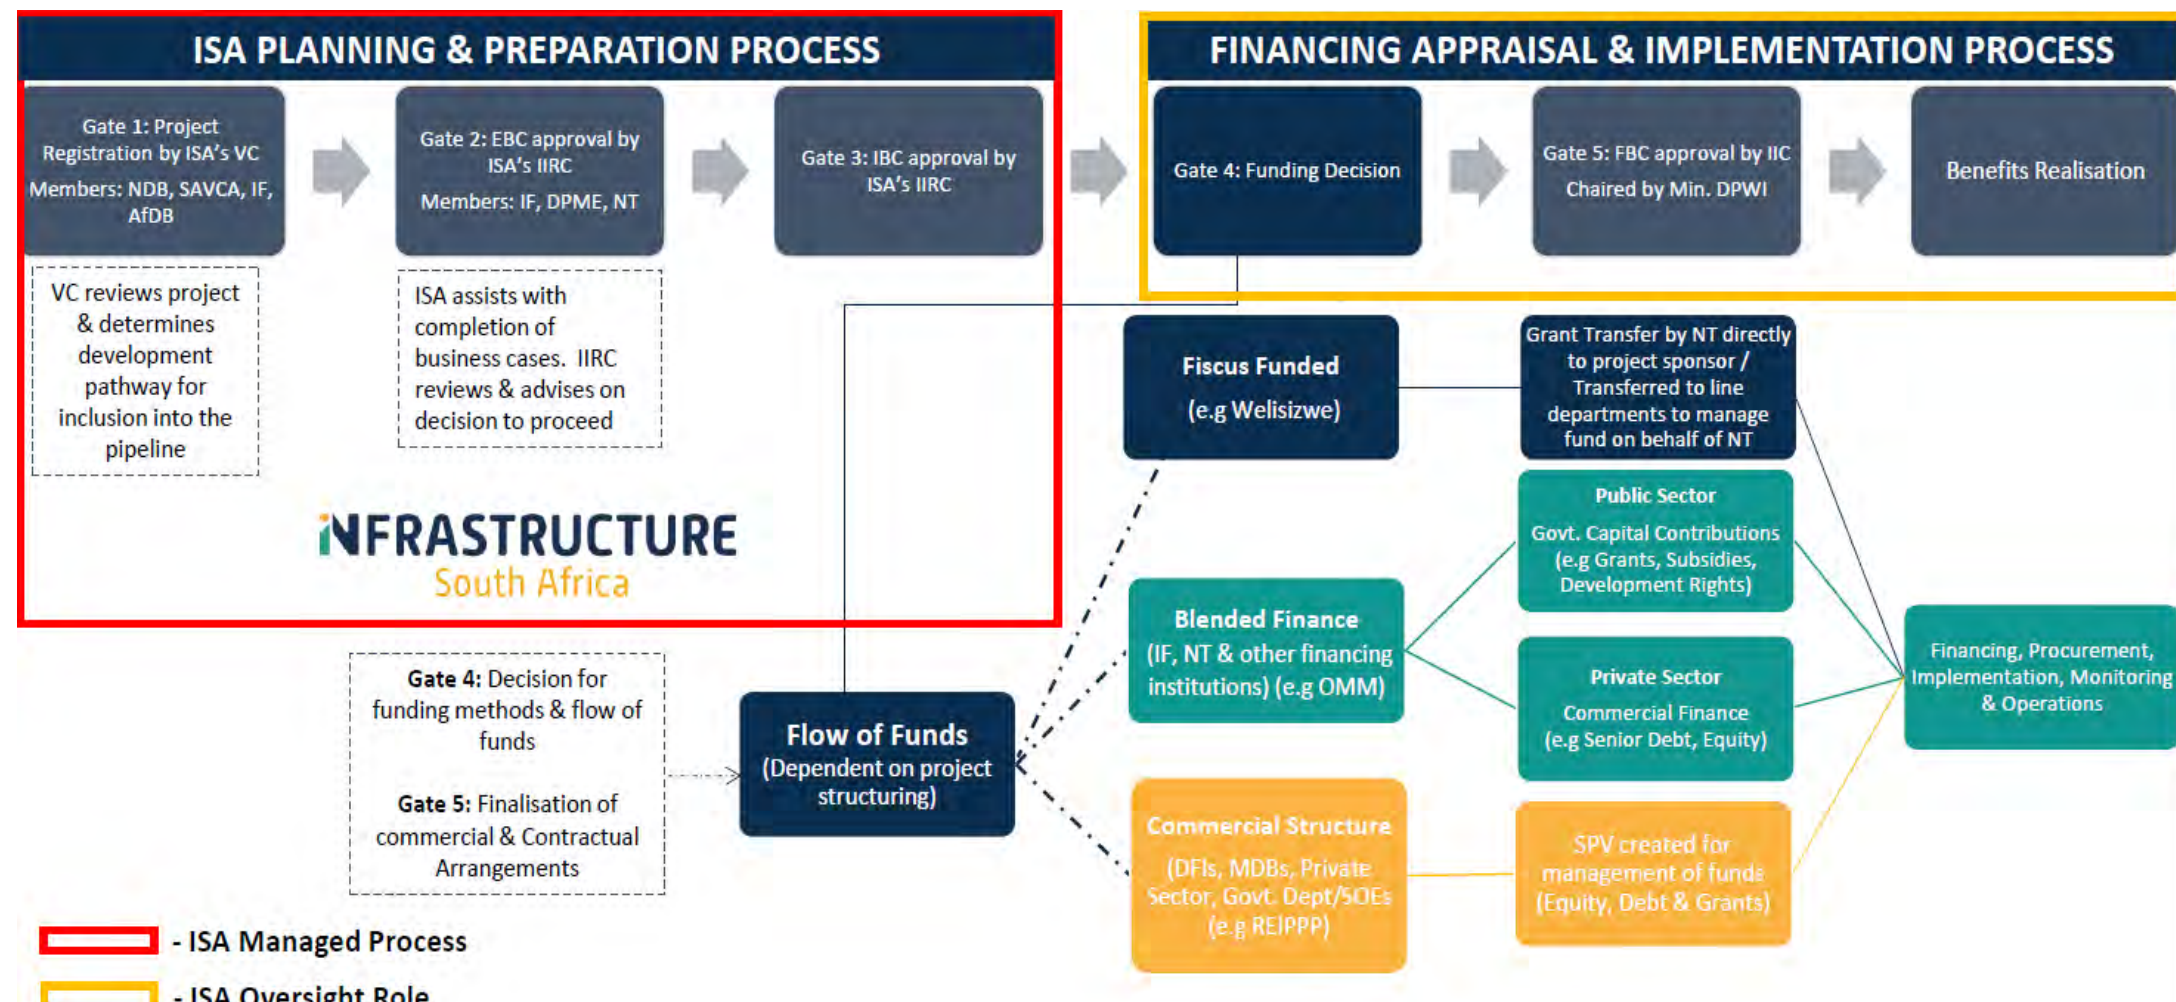 ISA PLANNING & PREPARATION PROCESS
FINANCING APPRAISAL & IMPLEMENTATION PROCESS
Gate 1: Project
Registration by ISA's VC
Members: NDB, SAVCA, IF,
AfDB
Gate 2: EBC approval by
ISA's IIRC
Members: IF, DPME, NT
Gate 3: IBC approval by
ISA's IIRC
Gate 4: Funding Decision
Gate 5: FBC approval by IIC
Chaired by Min. DPWI
Benefits Realisation
VC reviews project
& determines
development
pathway for
inclusion into the
pipeline
ISA assists with
completion of
business cases. IIRC
reviews & advises on
decision to proceed
INFRASTRUCTURE
South Africa
Fiscus Funded
(e.g Welisizwe)
Grant Transfer by NT directly
to project sponsor /
Transferred to line
departments to manage
fund on behalf of NT
Public Sector
Govt. Capital Contributions
(e.g Grants, Subsidies,
Development Rights)
Blended Finance
(IF, NT & other financing
institutions) (e.g OMM)
Private Sector
Commercial Finance
(e.g Senior Debt, Equity)
Financing, Procurement,
Implementation, Monitoring
& Operations
Gate 4: Decision for
funding methods & flow of
funds
Gate 5: Finalisation of
commercial & Contractual
Arrangements
Flow of Funds
(Dependent on project
structuring)
Commercial Structure
(DFIs, MDBs, Private
Sector, Govt. Dept/SOEs
(e.g REIPPP)
SPV created for
management of funds
(Equity, Debt & Grants)
- ISA Managed Process
- ISA Oversight Role